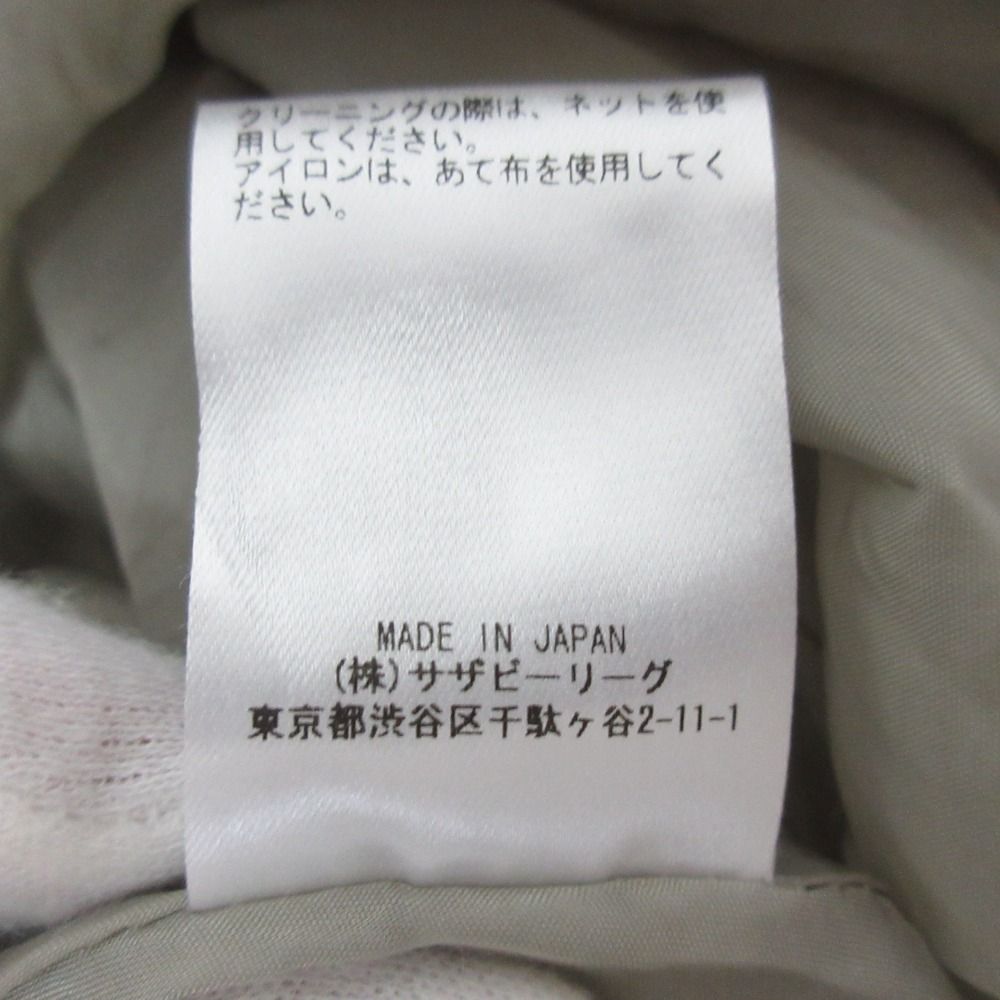 クリーニングの際は、ネットを使
用してください。
アイロンは、あて布を使用してく
ださい。
MADE IN JAPAN
(株)サザビーリーグ
東京都渋谷区千駄ヶ谷2-11-1